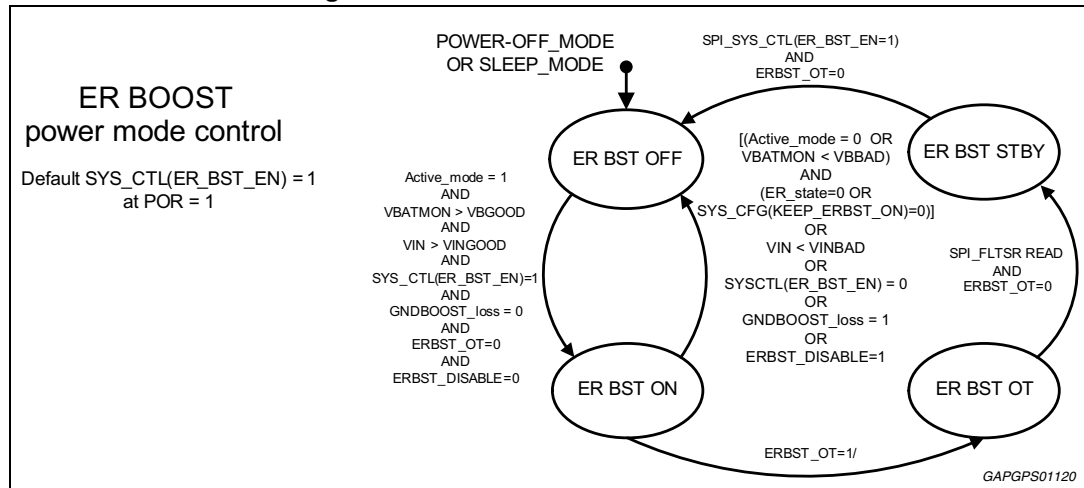 ER BOOST
power mode control
Default SYS_CTL(ER_BST_EN) = 1
at POR = 1
POWER-OFF_MODE
OR SLEEP_MODE
SPI_SYS_CTL(ER_BST_EN=1)
AND
ERBST_OT=0
ER BST OFF
ER BST STBY
Active_mode = 1
AND
VBATMON > VBGOOD
AND
VIN > VINGOOD
AND
SYS_CTL(ER_BST_EN)=1
AND
GNDBOOST_loss = 0
AND
ERBST_OT=0
AND
ERBST_DISABLE=0
[(Active_mode = 0 OR
VBATMON < VBBAD)
AND
(ER_state=0 OR
SYS_CFG(KEEP_ERBST_ON)=0)]
OR
VIN < VINBAD
OR
SYSCTL(ER_BST_EN) = 0
OR
GNDBOOST_loss = 1
OR
ERBST_DISABLE=1
SPI_FLTSR READ
AND
ERBST_OT=0
ER BST ON
ER BST OT
ERBST_OT=1/
GAPGPS01120